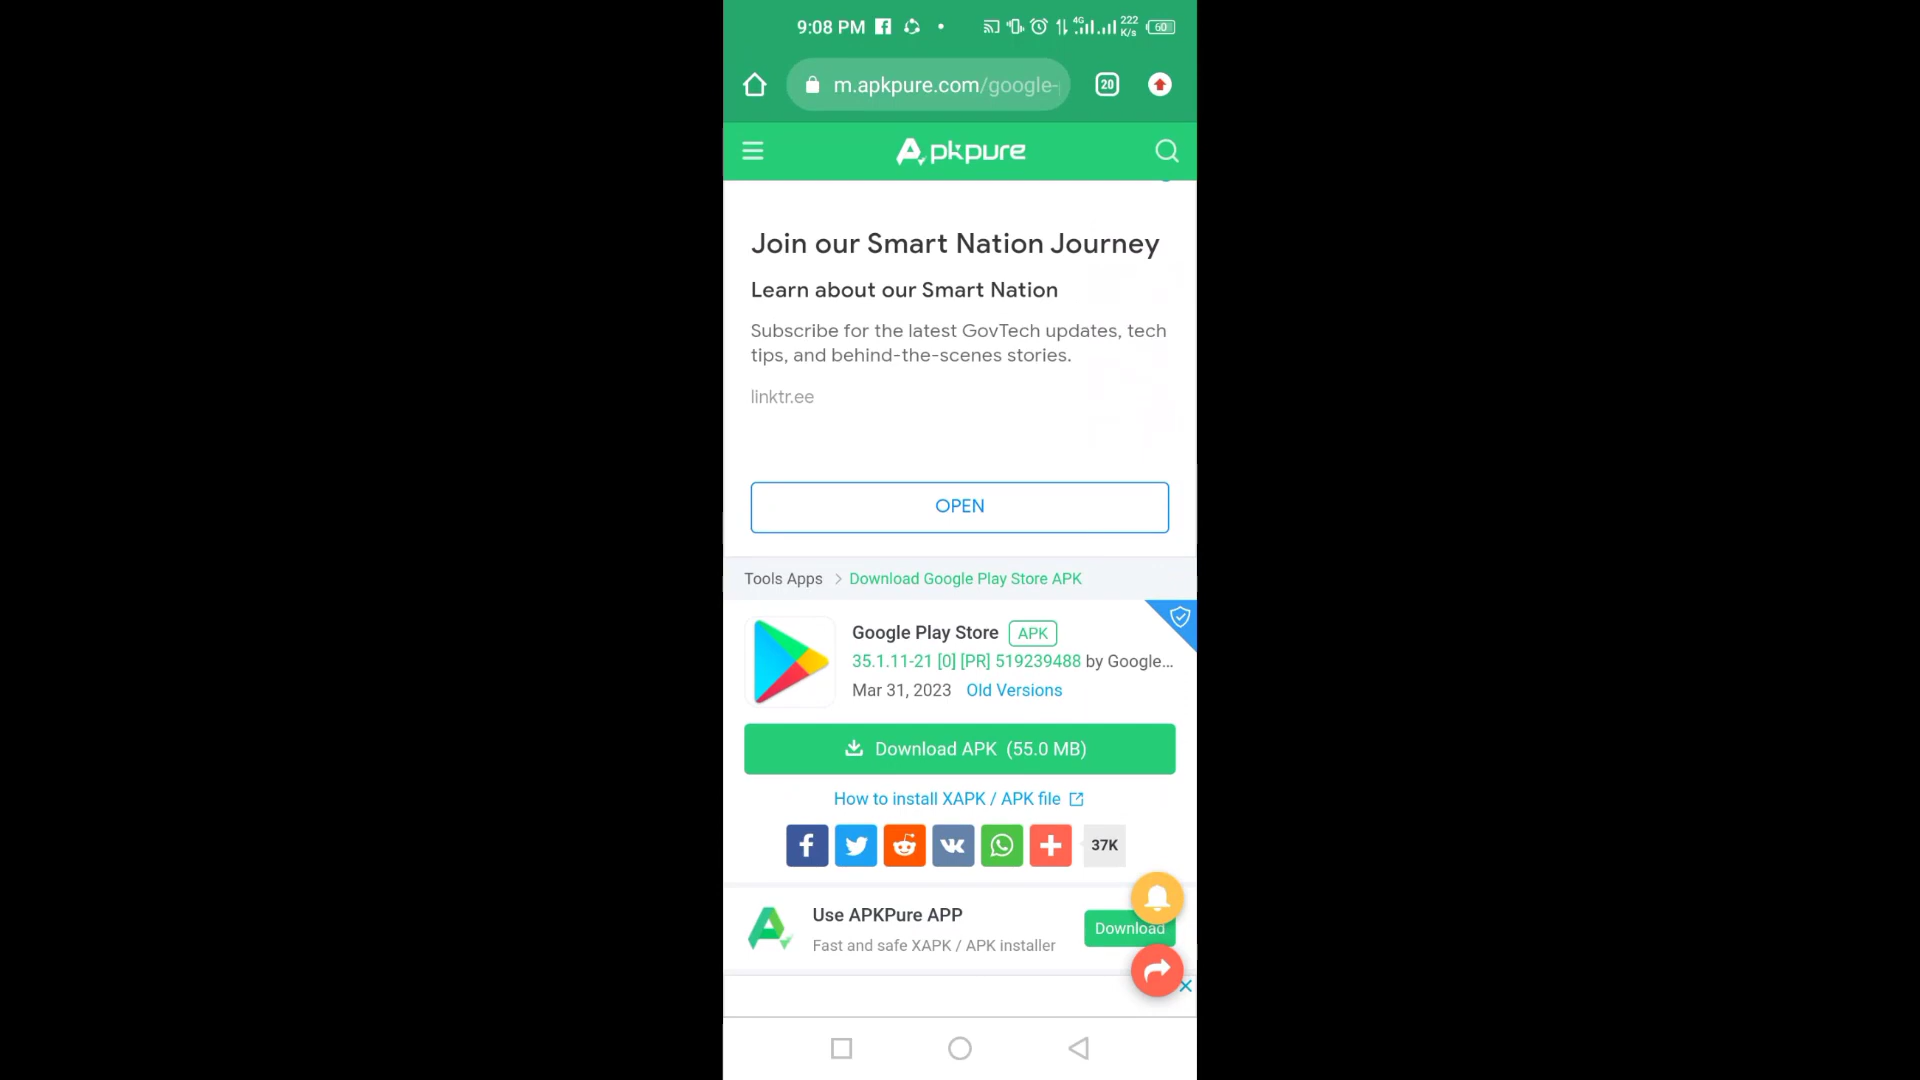 9:08 PM 4G 222 K/s 60
m.apkpure.com/google-
20
Apkpure
Join our Smart Nation Journey
Learn about our Smart Nation
Subscribe for the latest GovTech updates, tech
tips, and behind-the-scenes stories.
linktr.ee
OPEN
Tools Apps > Download Google Play Store APK
Google Play Store APK
35.1.11-21 [0] [PR] 519239488 by Google...
Mar 31, 2023 Old Versions
Download APK (55.0 MB)
How to install XAPK / APK file
37K
Use APKPure APP
Fast and safe XAPK / APK installer
Download